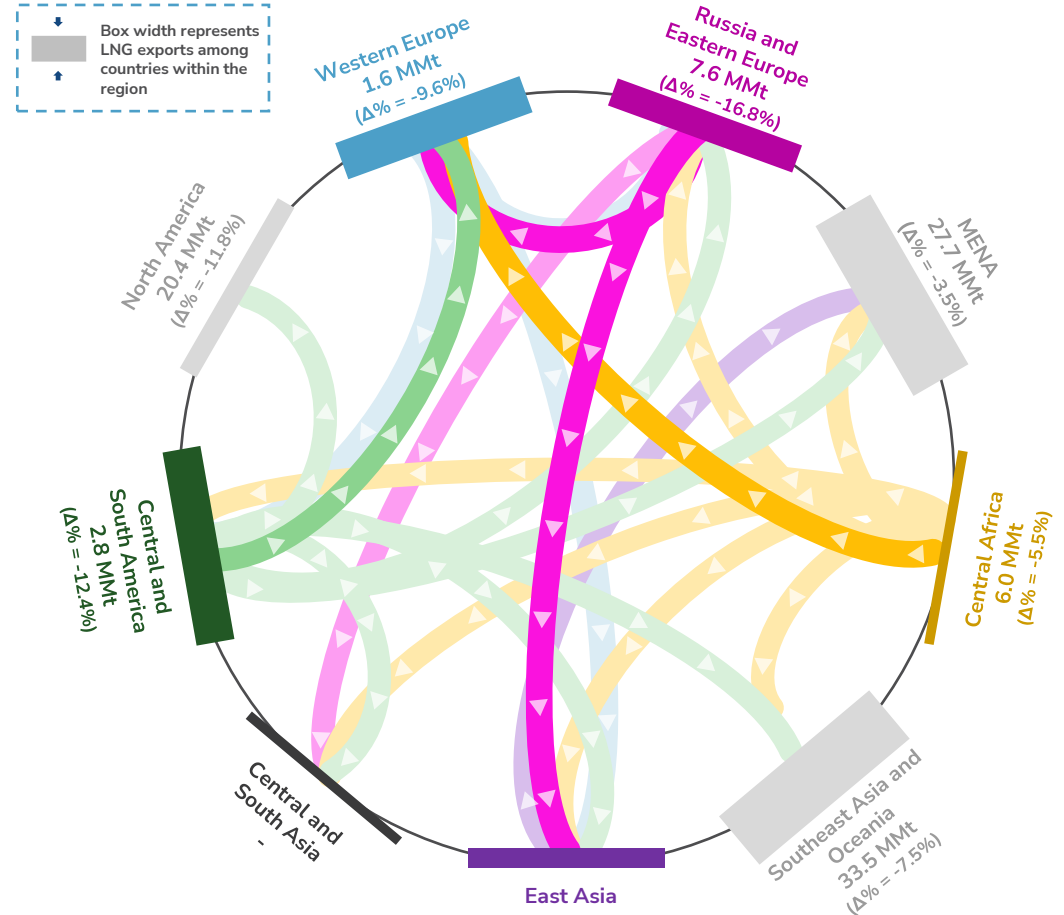 Box width represents
LNG exports among
countries within the
region
Western Europe
1.6 MMt
(Δ% = -9.6%)
Russia and
Eastern Europe
7.6 MMt
(Δ% = -16.8%)
North America
20.4 MMt
(Δ% = -11.8%)
MENA
27.7 MMt
(Δ% = -3.5%)
Central and
South America
2.8 MMt
(Δ% = -12.4%)
Central Africa
6.0 MMt
(Δ% = -5.5%)
Central and
South Asia
-
East Asia
Southeast Asia and
Oceania
33.5 MMt
(Δ% = -7.5%)